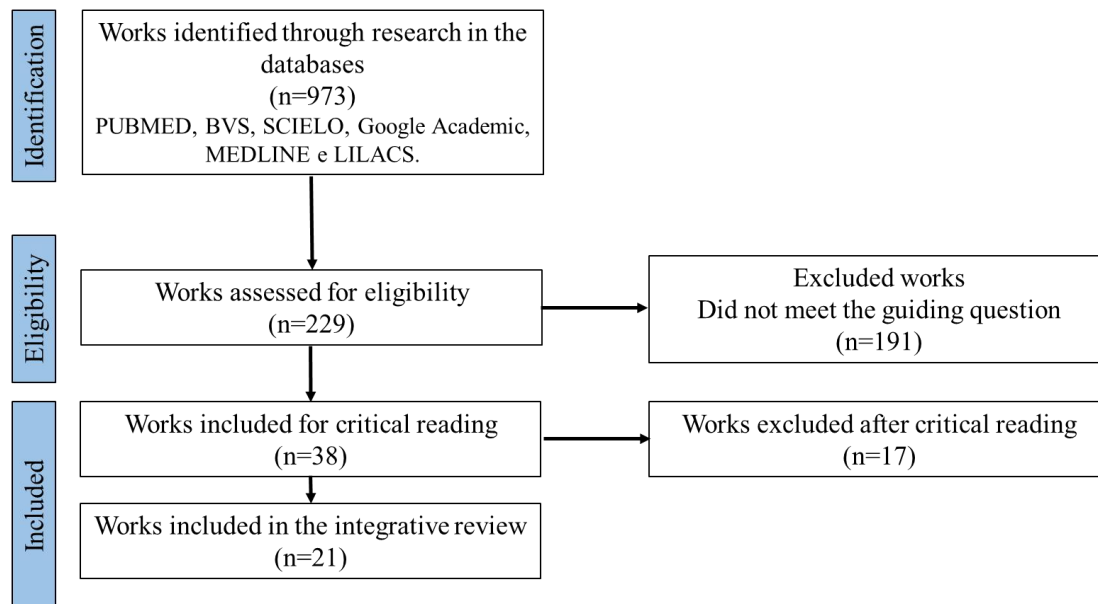 Identification
Works identified through research in the
databases
(n=973)
PUBMED, BVS, SCIELO, Google Academic,
MEDLINE e LILACS.
Eligibility
Works assessed for eligibility
(n=229)
Excluded works
Did not meet the guiding question
(n=191)
Included
Works included for critical reading
(n=38)
Works excluded after critical reading
(n=17)
Works included in the integrative review
(n=21)